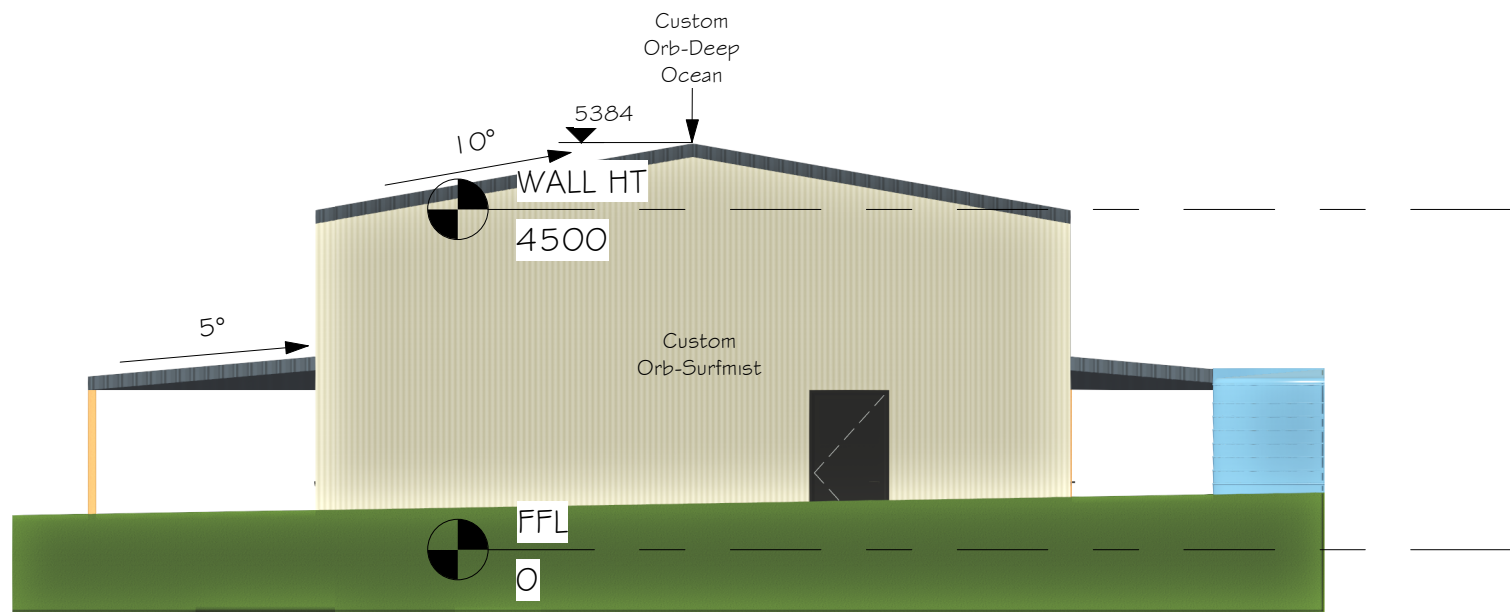 Custom
Orb-Deep
Ocean
5384
10°
WALL HT
4500
5°
Custom
Orb-Surfmist
FFL
0